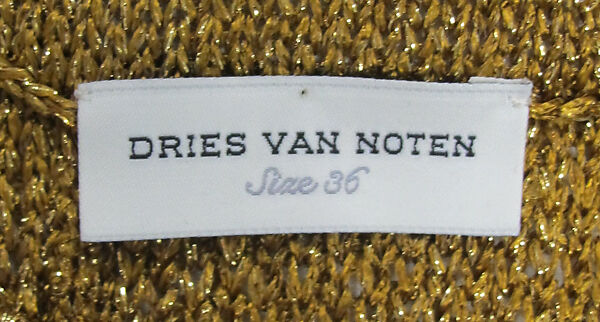 DRIES VAN NOTEN
Size 36